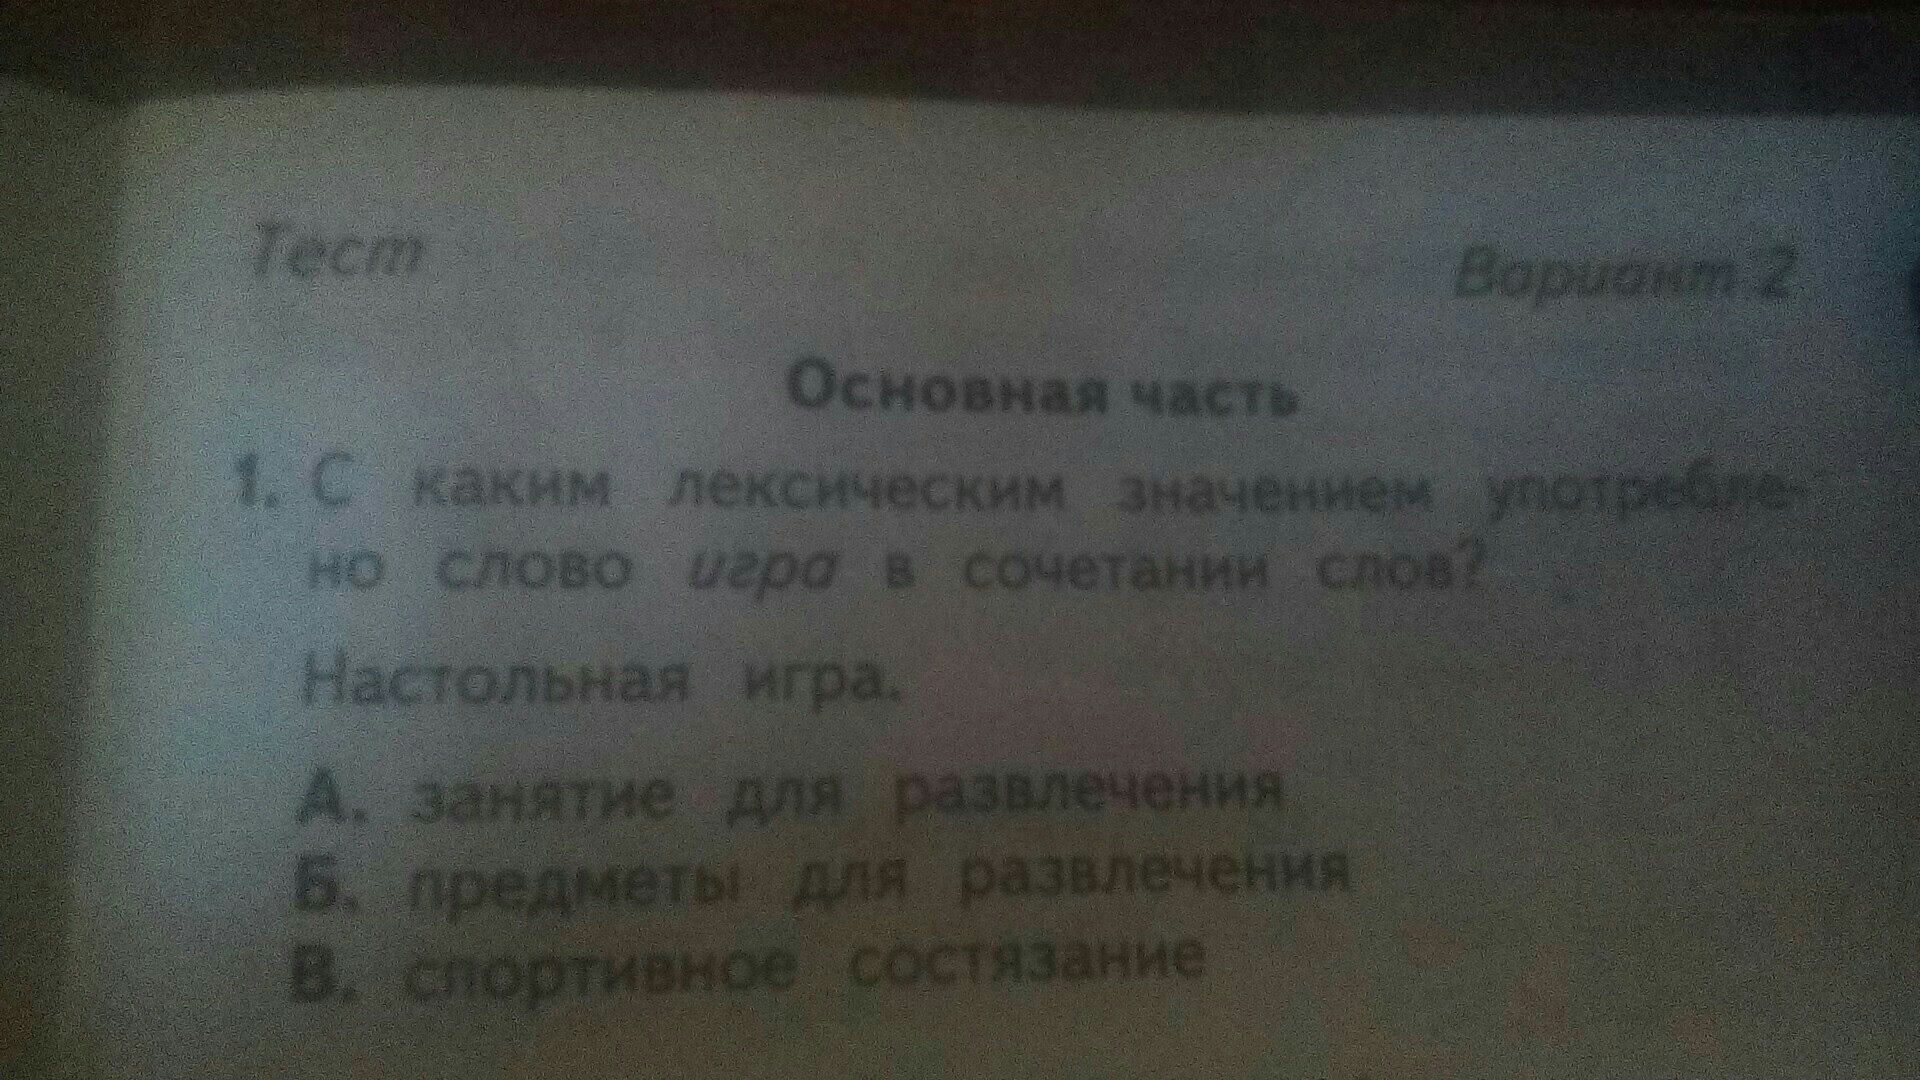 Тест
Вариант 2
Основная часть
1. С каким лексическим значением употребле-
но слово игра в сочетании слов?
Настольная игра.
А. занятие для развлечения
Б. предметы для развлечения
В. спортивное состязание